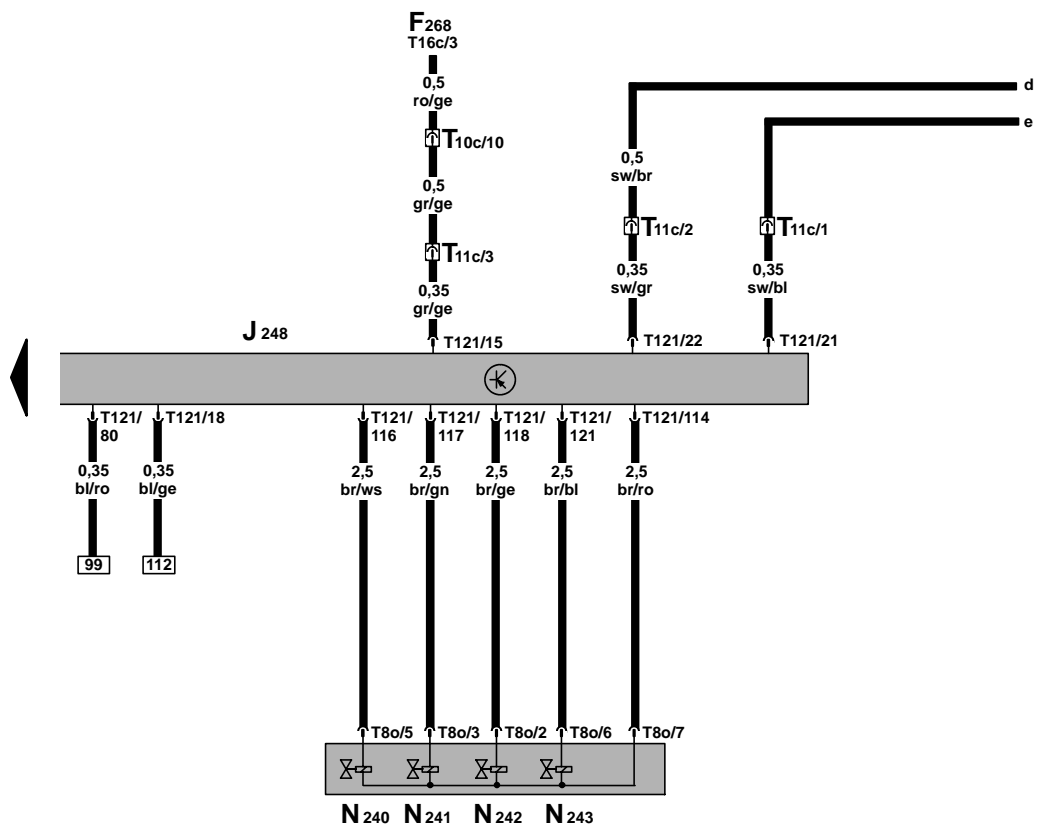 F268
T16c/3
0,5
ro/ge
T10c/10
0,5
gr/ge
T11c/3
0,35
gr/ge
d
e
0,5
sw/br
T11c/2
T11c/1
0,35
sw/gr
0,35
sw/bl
J 248
T121/15
T121/22
T121/21
T121/
80
T121/18
T121/
116
T121/
117
T121/
118
T121/
121
T121/114
0,35
bl/ro
0,35
bl/ge
2,5
br/ws
2,5
br/gn
2,5
br/ge
2,5
br/bl
2,5
br/ro
99
112
T8o/5
T8o/3
T8o/2
T8o/6
T8o/7
N 240
N 241
N 242
N 243